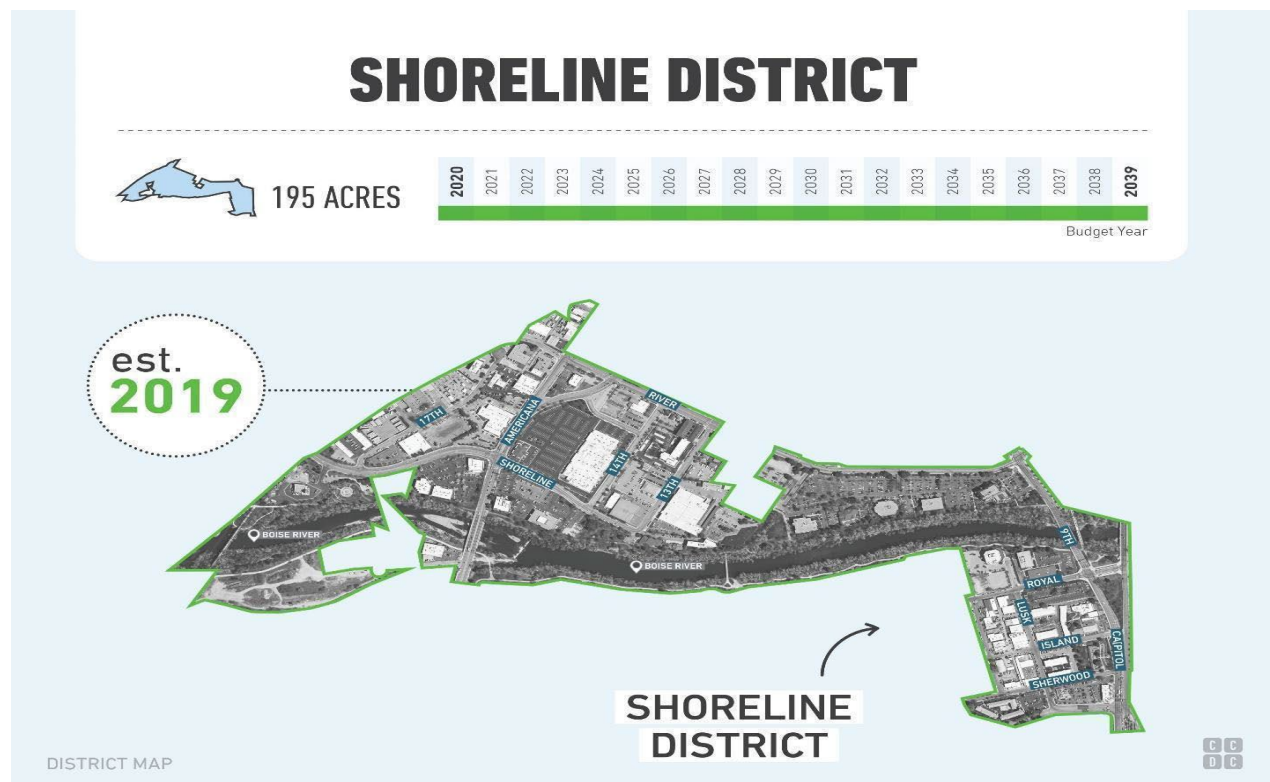 SHORELINE DISTRICT
195 ACRES
2020 2021 2022 2023 2024 2025 2026 2027 2028 2029 2030 2031 2032 2033 2034 2035 2036 2037 2038 2039
Budget Year
est.
2019
17TH
AMERICANA
RIVER
SHORELINE
14TH
13TH
BOISE RIVER
BOISE RIVER
9TH
ROYAL
LUSK
ISLAND
CAPITOL
SHERWOOD
SHORELINE
DISTRICT
DISTRICT MAP
C C
D C